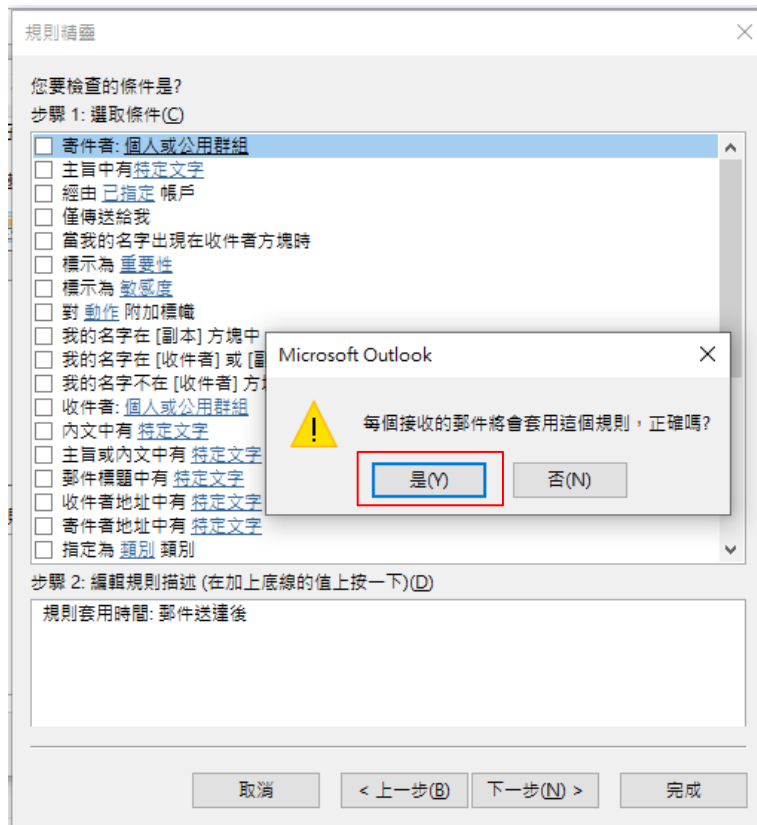 規則精靈
您要檢查的條件是?
步驟 1: 選取條件(C)
寄件者: 個人或公用群組
主旨中有特定文字
經由 已指定 帳戶
僅傳送給我
當我的名字出現在收件者方塊時
標示為 重要性
標示為 敏感度
對 動作 附加標幟
我的名字在 [副本] 方塊中
我的名字在 [收件者] 或 [副
我的名字不在 [收件者] 方
收件者: 個人或公用群組
內文中有 特定文字
主旨或內文中有 特定文字
郵件標題中有 特定文字
收件者地址中有 特定文字
寄件者地址中有 特定文字
指定為 類別 類別
Microsoft Outlook
每個接收的郵件將會套用這個規則，正確嗎?
是(Y)
否(N)
步驟 2: 編輯規則描述 (在加上底線的值上按一下)(D)
規則套用時間: 郵件送達後
取消
< 上一步(B)
下一步(N) >
完成